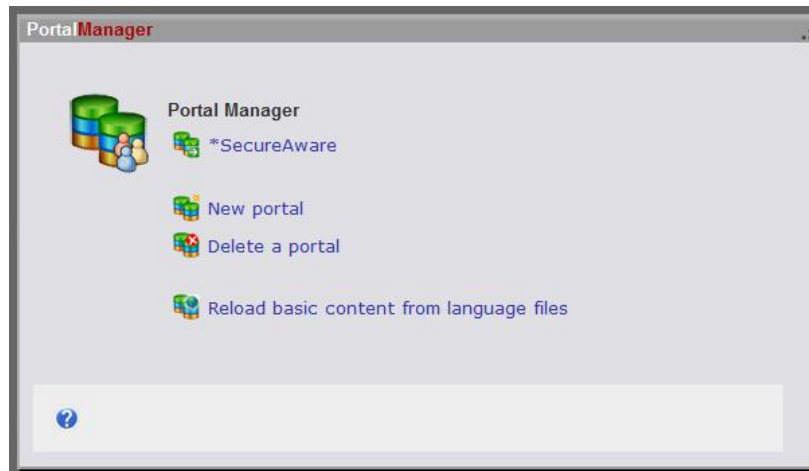 PortalManager
Portal Manager
*SecureAware
New portal
Delete a portal
Reload basic content from language files
?